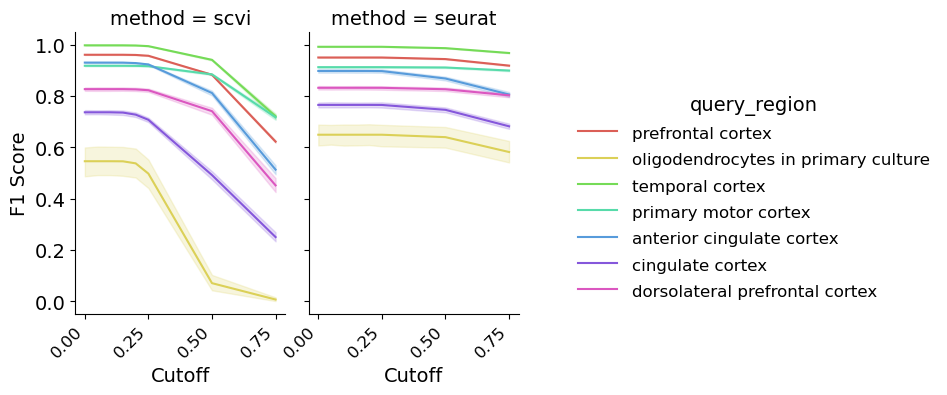 method = scvi
method = seurat
F1 Score
1.0
0.8
0.6
0.4
0.2
0.0
0.00
0.25
0.50
0.75
Cutoff
0.00
0.25
0.50
0.75
Cutoff
query_region
prefrontal cortex
oligodendrocytes in primary culture
temporal cortex
primary motor cortex
anterior cingulate cortex
cingulate cortex
dorsolateral prefrontal cortex